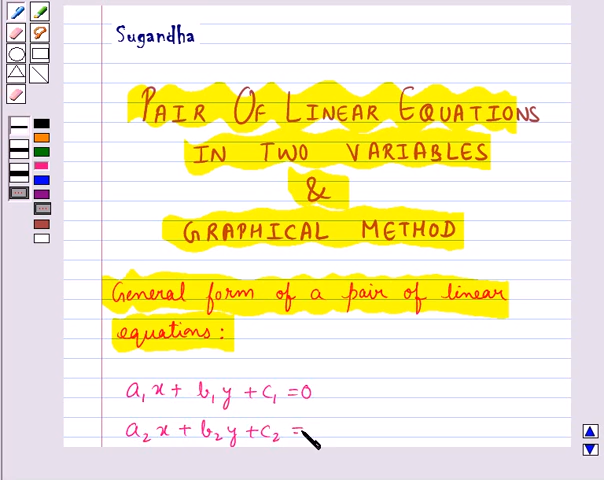 Sugandha
PAIR OF LINEAR EQUATIONS
IN TWO VARIABLES
&
GRAPHICAL METHOD
General form of a pair of linear
equations :
a₁x + b₁y + c₁ = 0
a₂x + b₂y + c₂ =